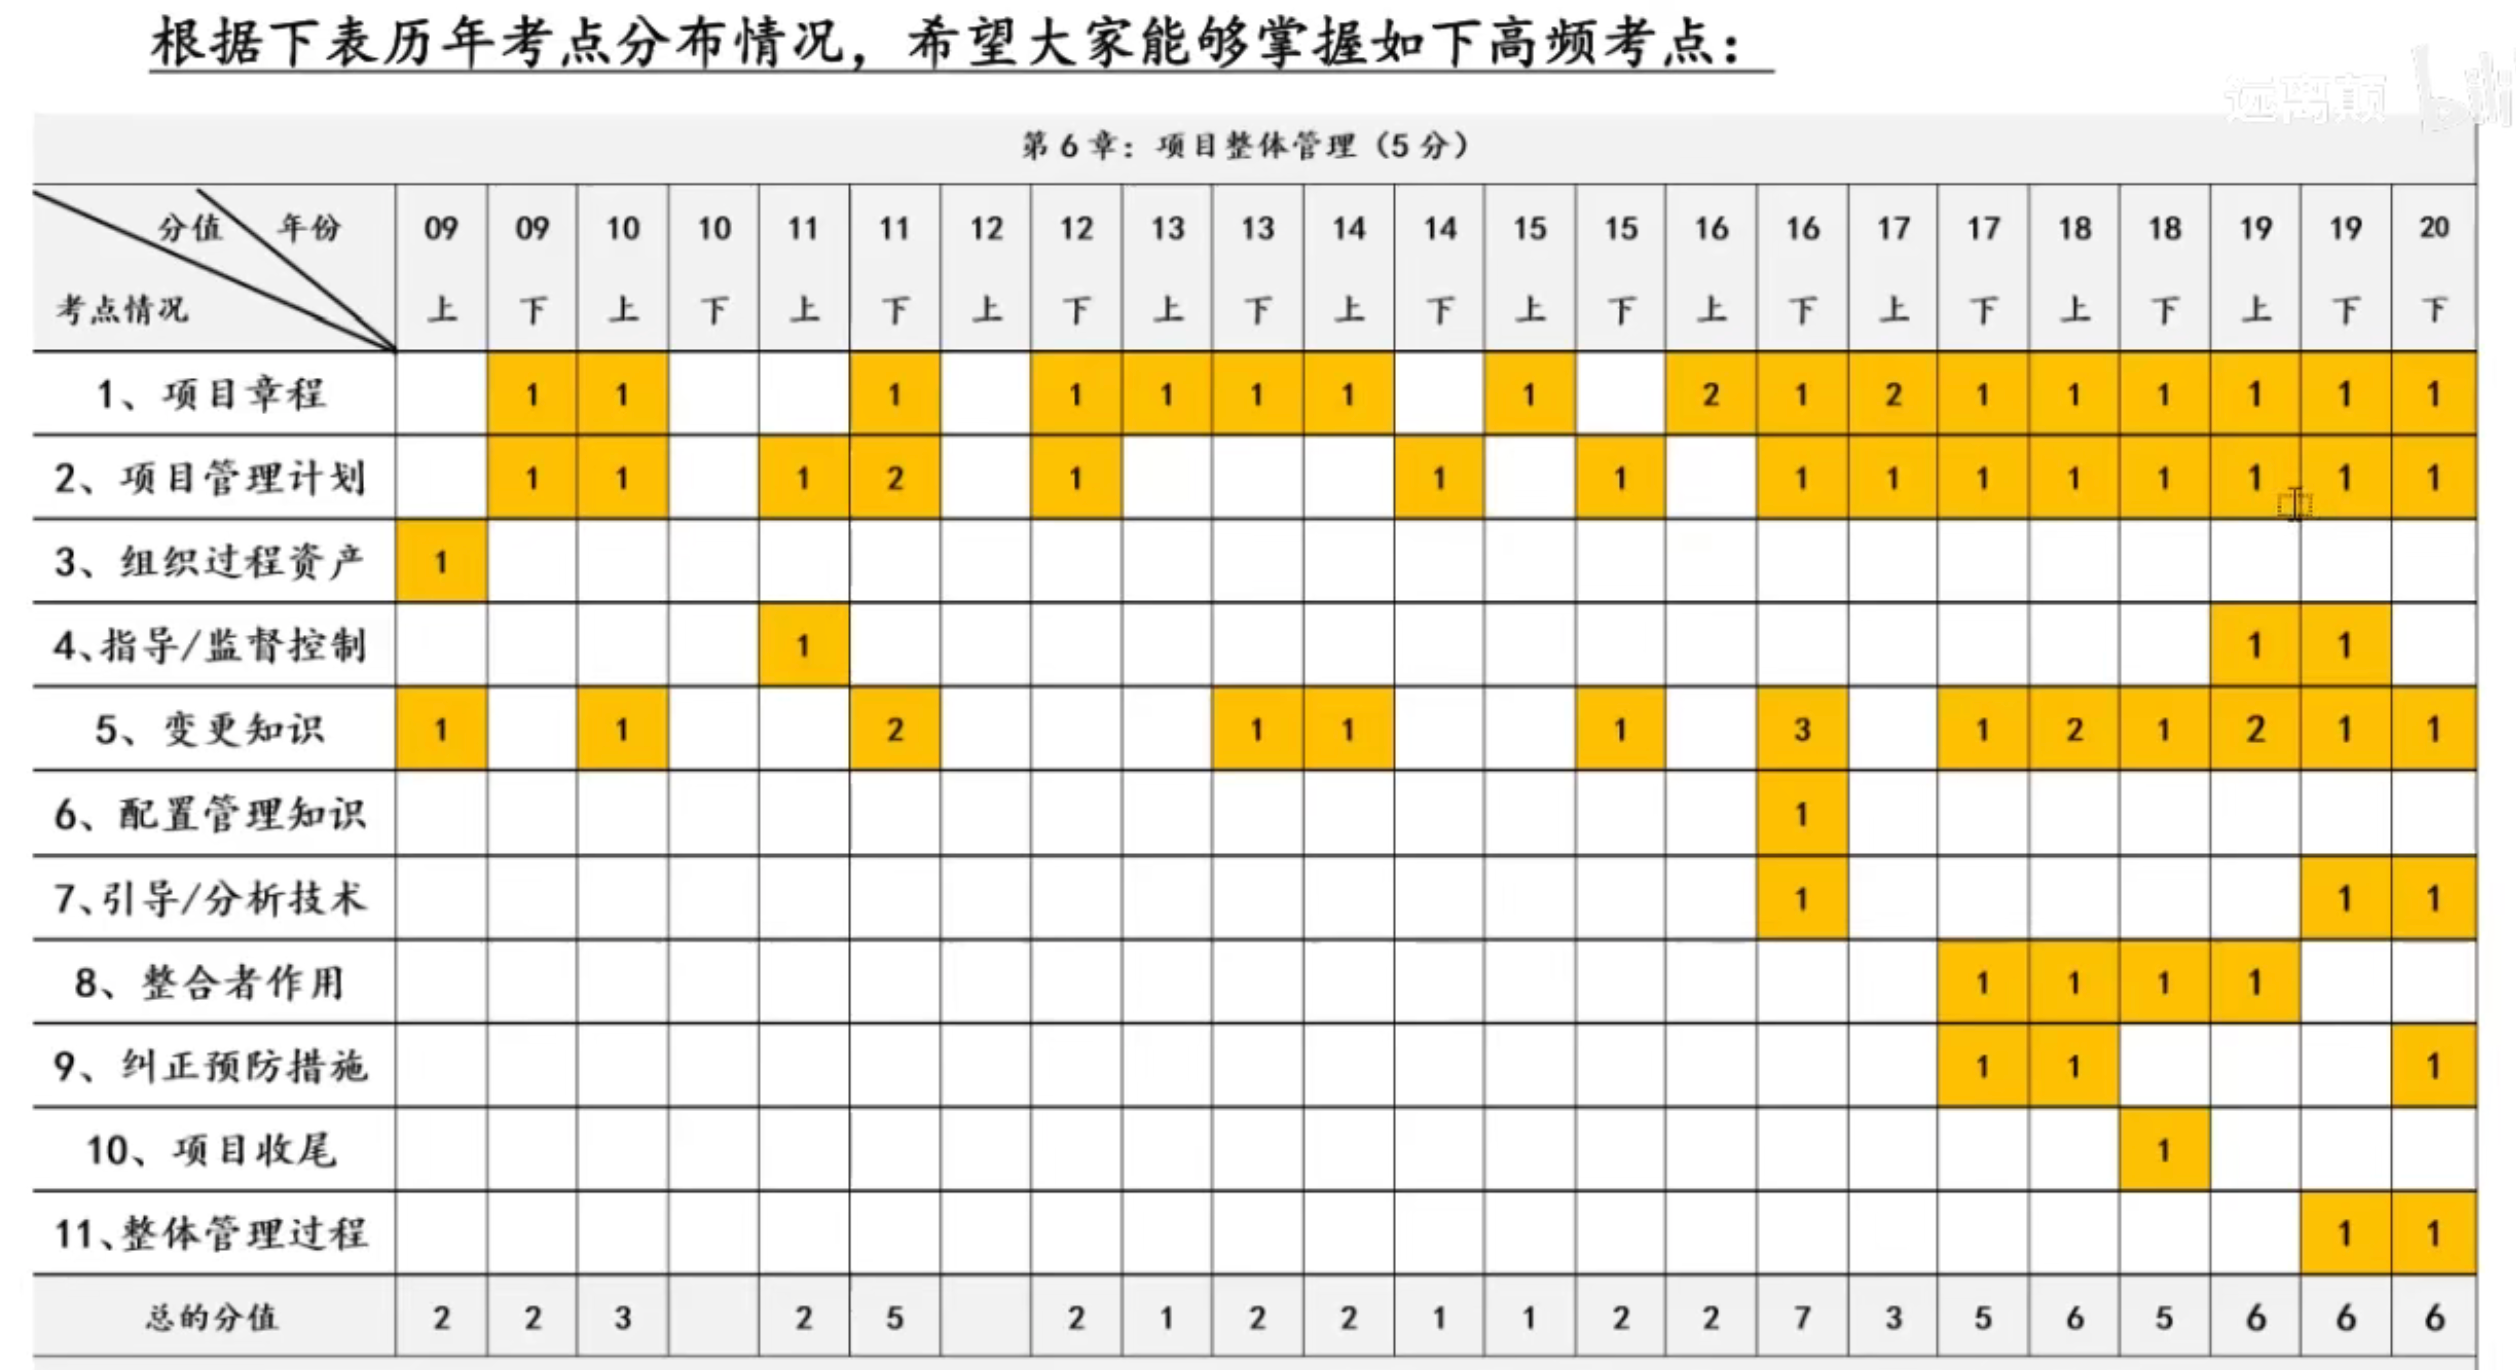 根据下表历年考点分布情况，希望大家能够掌握如下高频考点：
远离颠
第6章：项目整体管理（5分）
分值 年份 09 09 10 10 11 11 12 12 13 13 14 14 15 15 16 16 17 17 18 18 19 19 20
考点情况 上 下 上 下 上 下 上 下 上 下 上 下 上 下 上 下 上 下 上 下 上 下 下
1、项目章程 1 1 1 1 1 1 1 1 2 1 2 1 1 1 1 1 1
2、项目管理计划 1 1 1 2 1 1 1 1 1 1 1 1 1 1 1
3、组织过程资产 1
4、指导/监督控制 1 1 1
5、变更知识 1 1 2 1 1 1 3 1 2 1 2 1 1
6、配置管理知识 1
7、引导/分析技术 1 1 1
8、整合者作用 1 1 1 1
9、纠正预防措施 1 1 1
10、项目收尾 1
11、整体管理过程 1 1
总的分值 2 2 3 2 5 2 1 2 2 1 1 2 2 7 3 5 6 5 6 6 6